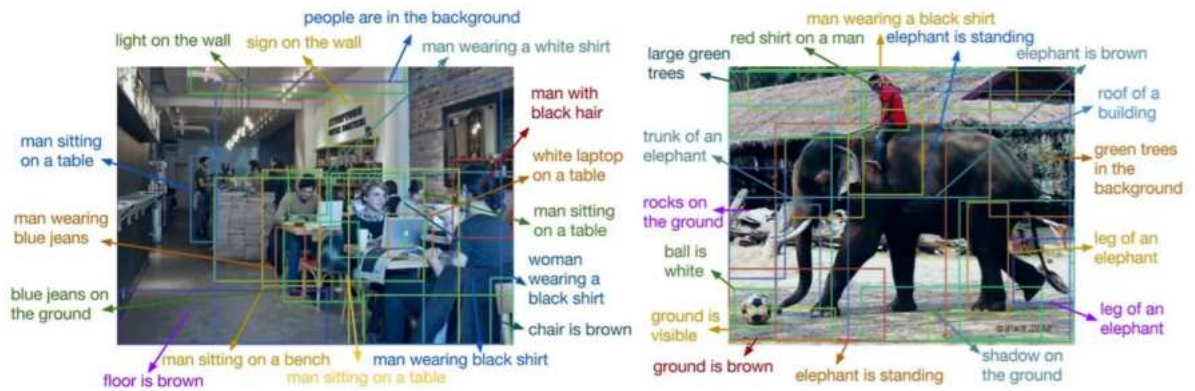 people are in the background
light on the wall
sign on the wall
man wearing a white shirt
man with
black hair
man sitting
on a table
white laptop
on a table
man wearing
blue jeans
man sitting
on a table
woman
wearing a
black shirt
blue jeans on
the ground
chair is brown
man sitting on a bench
man wearing black shirt
floor is brown
man sitting on a table
man wearing a black shirt
red shirt on a man
elephant is standing
large green
trees
elephant is brown
roof of a
building
trunk of an
elephant
green trees
in the
background
rocks on
the ground
leg of an
elephant
ball is
white
leg of an
elephant
ground is
visible
ground is brown
elephant is standing
shadow on
the ground